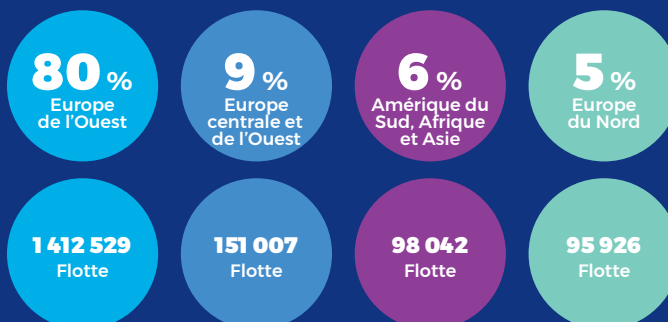 80 %
Europe
de l'Ouest
9 %
Europe
centrale et
de l'Ouest
6 %
Amérique du
Sud, Afrique
et Asie
5 %
Europe
du Nord
1 412 529
Flotte
151 007
Flotte
98 042
Flotte
95 926
Flotte